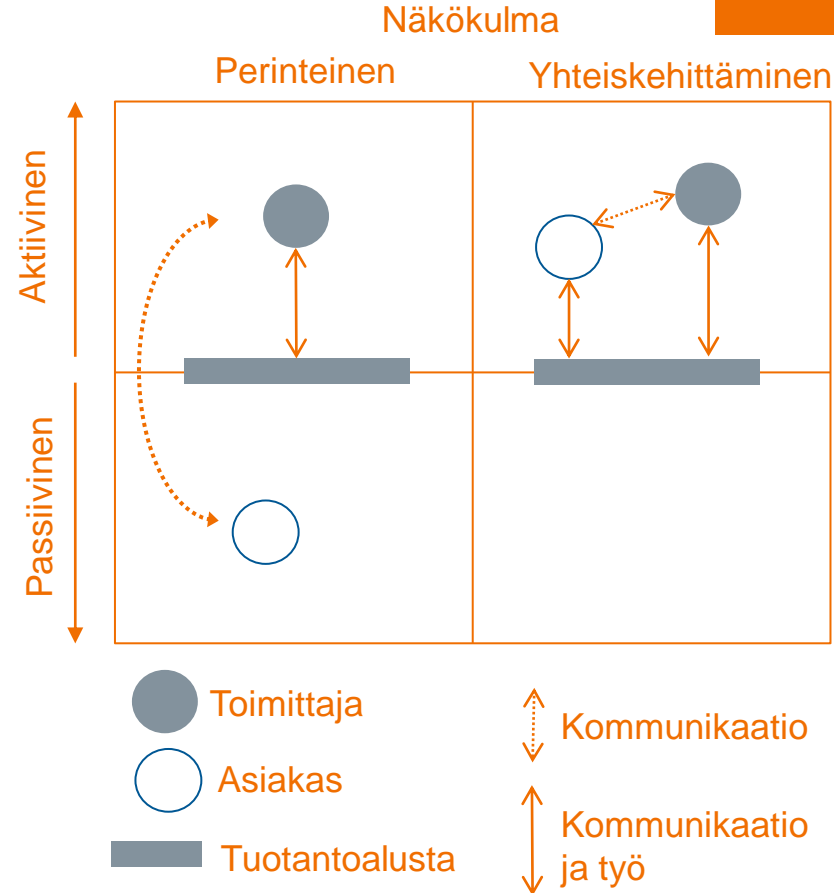 Näkökulma
Perinteinen
Yhteiskehittäminen
Aktiivinen
Passiivinen
Toimittaja
Asiakas
Tuotantoalusta
Kommunikaatio
Kommunikaatio
ja työ